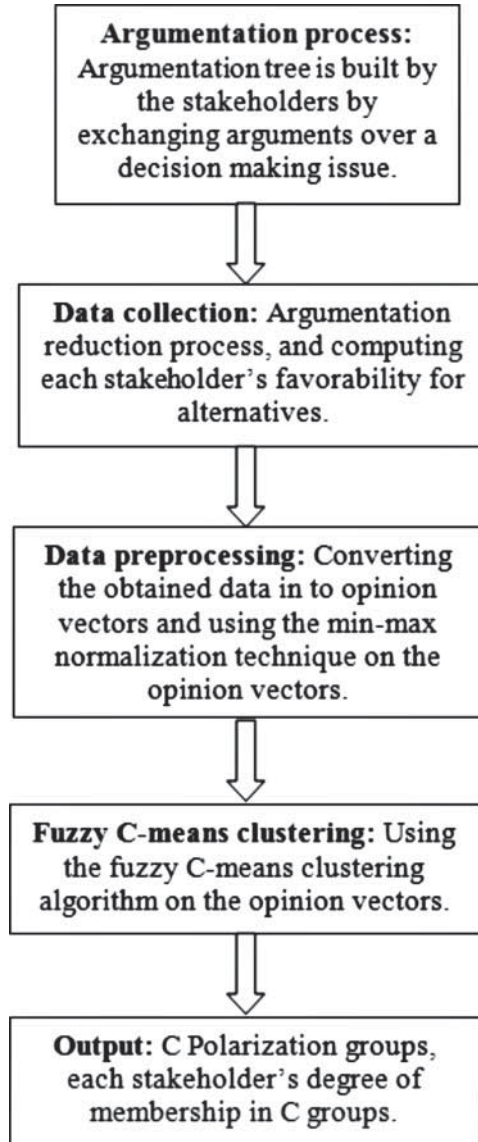 Argumentation process:
Argumentation tree is built by
the stakeholders by
exchanging arguments over a
decision making issue.
Data collection: Argumentation
reduction process, and computing
each stakeholder’s favorability for
alternatives.
Data preprocessing: Converting
the obtained data in to opinion
vectors and using the min-max
normalization technique on the
opinion vectors.
Fuzzy C-means clustering: Using
the fuzzy C-means clustering
algorithm on the opinion vectors.
Output: C Polarization groups,
each stakeholder’s degree of
membership in C groups.